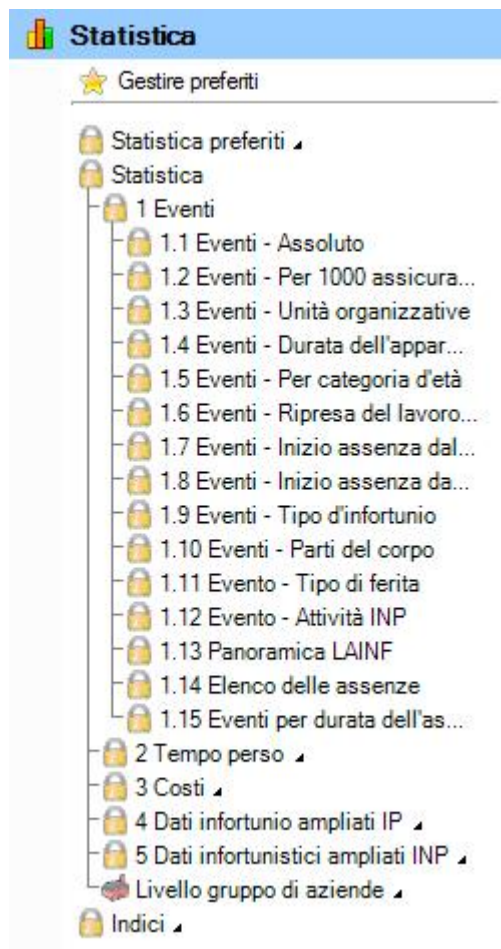 Statistica
Gestire preferiti
Statistica preferiti
Statistica
1 Eventi
1.1 Eventi - Assoluto
1.2 Eventi - Per 1000 assicura...
1.3 Eventi - Unità organizzative
1.4 Eventi - Durata dell'appar...
1.5 Eventi - Per categoria d'età
1.6 Eventi - Ripresa del lavoro...
1.7 Eventi - Inizio assenza dal...
1.8 Eventi - Inizio assenza da...
1.9 Eventi - Tipo d'infortunio
1.10 Eventi - Parti del corpo
1.11 Evento - Tipo di ferita
1.12 Evento - Attività INP
1.13 Panoramica LAINF
1.14 Elenco delle assenze
1.15 Eventi per durata dell'as...
2 Tempo perso
3 Costi
4 Dati infortunio ampliati IP
5 Dati infortunistici ampliati INP
Livello gruppo di aziende
Indici